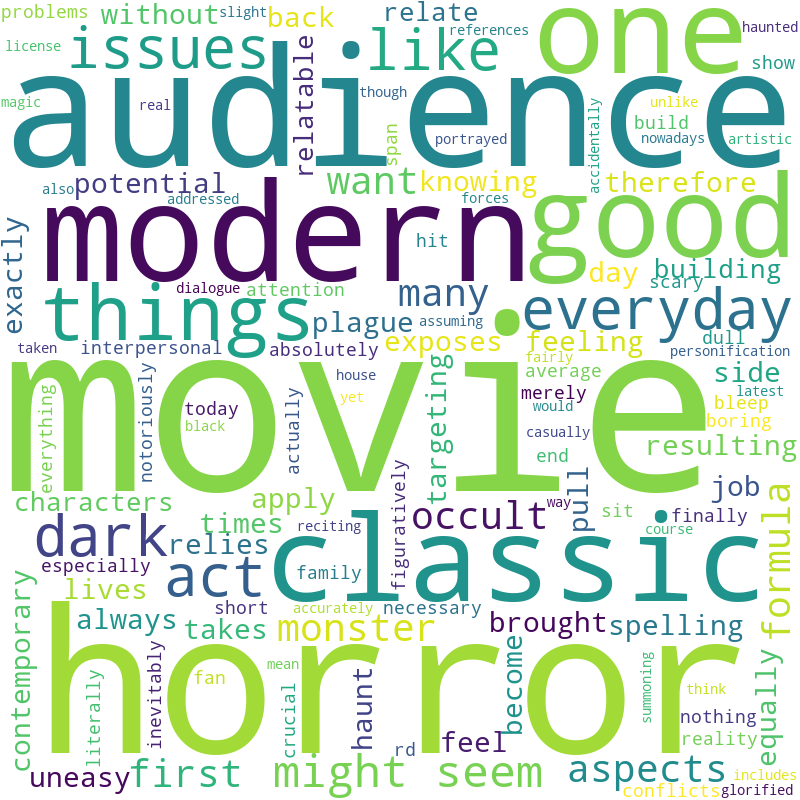 problems without slight back relate one haunted
license issues like references show
audience
magic real relatable though span portrayed accidentally unlike build nowadays artistic
also potential addressed want knowing forces therefore
modern good
exactly hit day building scary
things dialogue attention many everyday
plague assuming exposes feeling dull
taken interpersonal absolutely fairly personification
movie
everything notoriously today black actually house yet relatable average merely would casually side latest bleep boring
targeting end resulting
characters apply figuratively occult pull way sit job formula
dark times reciting classic course finally
especially relies act family
contemporary lives short accurately necessary
always takes monster brought spelling
horror
literally inevitably fan mean crucial haunt rd feel become think summoning nothing reality equally
uneasy first might seem aspects includes
conflicts glorified